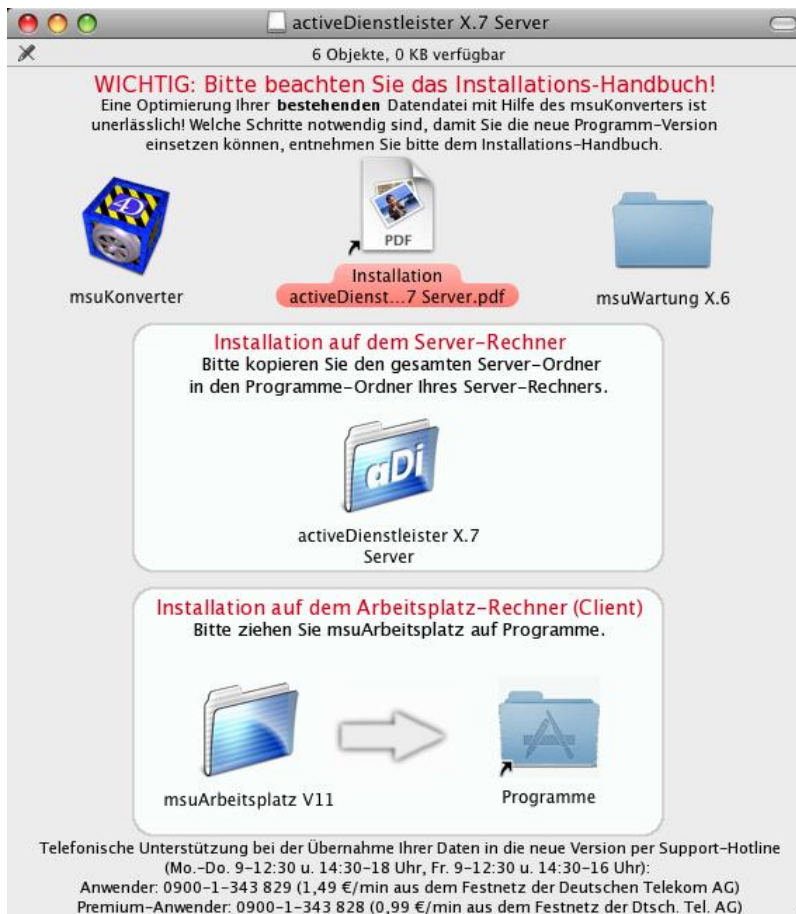 activeDienstleister X.7 Server
6 Objekte, 0 KB verfügbar
WICHTIG: Bitte beachten Sie das Installations-Handbuch!
Eine Optimierung Ihrer bestehenden Datendatei mit Hilfe des msuKonverters ist
unerlässlich! Welche Schritte notwendig sind, damit Sie die neue Programm-Version
einsetzen können, entnehmen Sie bitte dem Installations-Handbuch.
4D
PDF
msuKonverter
Installation
activeDienst...7 Server.pdf
msuWartung X.6
Installation auf dem Server-Rechner
Bitte kopieren Sie den gesamten Server-Ordner
in den Programme-Ordner Ihres Server-Rechners.
aDi
activeDienstleister X.7
Server
Installation auf dem Arbeitsplatz-Rechner (Client)
Bitte ziehen Sie msuArbeitsplatz auf Programme.
msuArbeitsplatz V11
Programme
Telefonische Unterstützung bei der Übernahme Ihrer Daten in die neue Version per Support-Hotline
(Mo.-Do. 9-12:30 u. 14:30-18 Uhr, Fr. 9-12:30 u. 14:30-16 Uhr):
Anwender: 0900-1-343 829 (1,49 €/min aus dem Festnetz der Deutschen Telekom AG)
Premium-Anwender: 0900-1-343 828 (0,99 €/min aus dem Festnetz der Dtsch. Tel. AG)